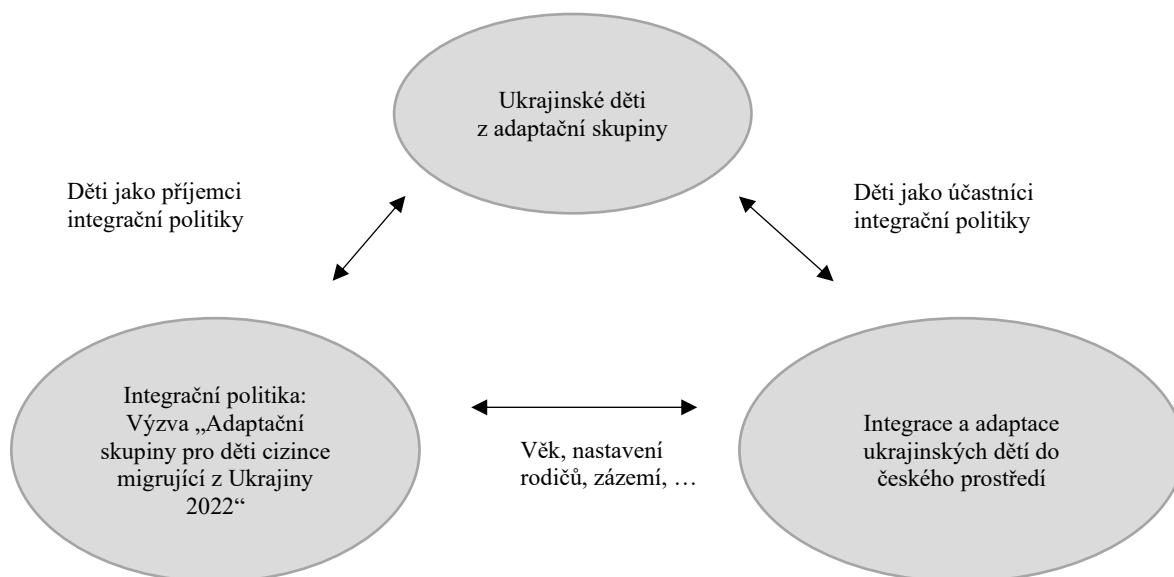 Ukrajinské děti
z adaptační skupiny
Děti jako příjemci
integrační politiky
Děti jako účastníci
integrační politiky
Integrační politika:
Výzva „Adaptační
skupiny pro děti cizince
migrující z Ukrajiny
2022“
Věk, nastavení
rodičů, zázemí, …
Integrace a adaptace
ukrajinských dětí do
českého prostředí